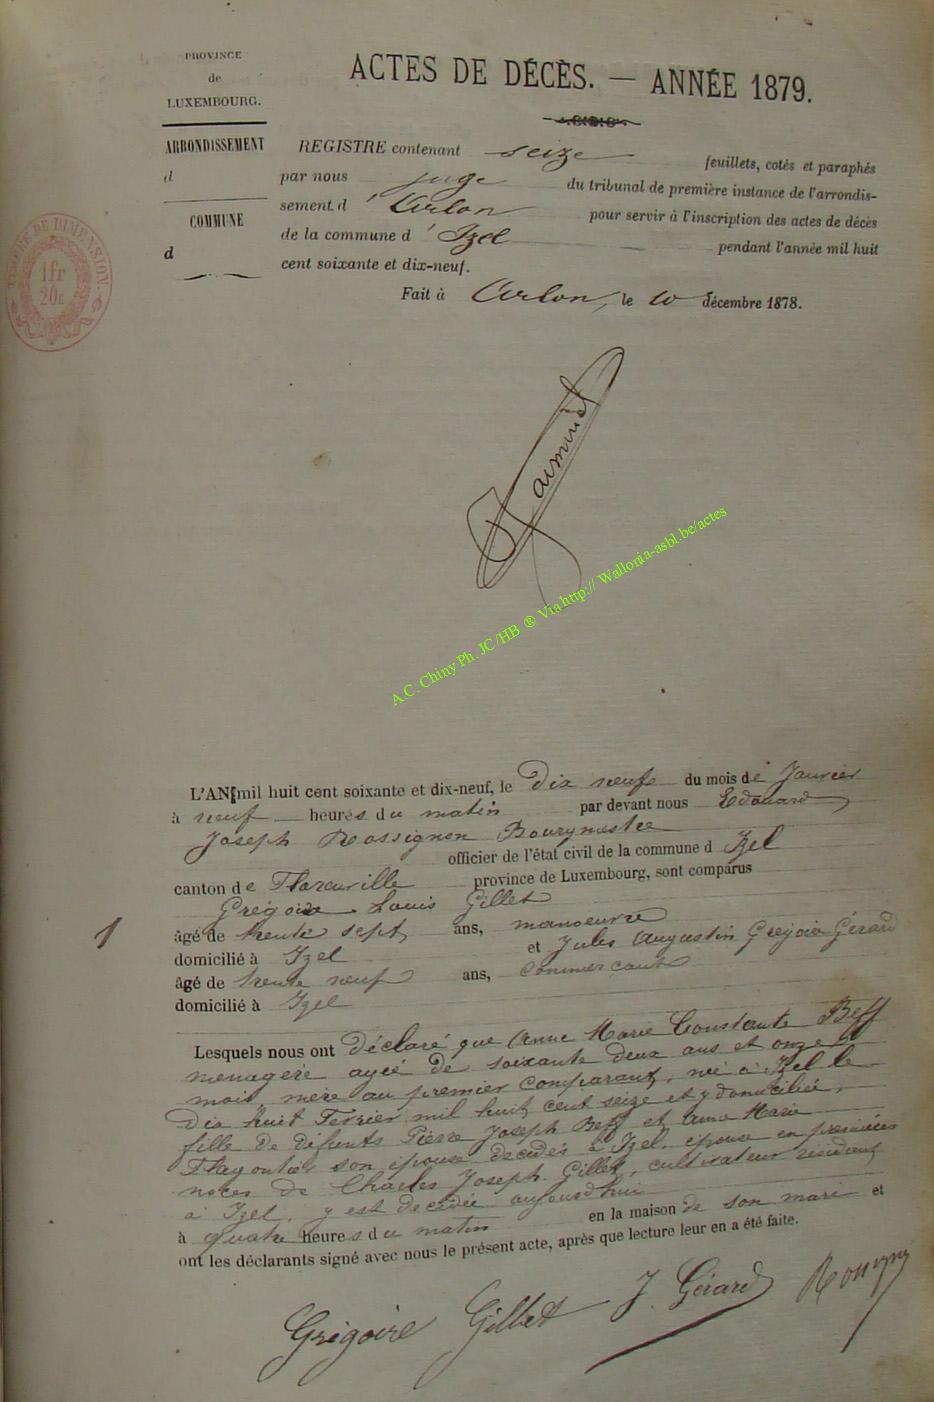 PROVINCE
de
LUXEMBOURG.
ARRONDISSEMENT
d
COMMUNE
d
TIMBRE DE DIMENSION.
1fr
20c
ACTES DE DÉCÈS. — ANNÉE 1879.
REGISTRE contenant seize feuillets, cotés et paraphés
par nous juge du tribunal de première instance de l'arrondis-
sement d'Arlon pour servir à l'inscription des actes de décès
de la commune d'Izel pendant l'année mil huit
cent soixante et dix-neuf.
Fait à Arlon, le 10 décembre 1878.
A.C. Chiny Ph. JC/HB ® Via http:// Wallonia-asbl.be/actes
L'AN mil huit cent soixante et dix-neuf, le dix neuf du mois de Janvier
à neuf heures du matin par devant nous Edouard
Joseph Rossignon Bourgmestre
officier de l'état civil de la commune d Izel
canton de Florenville province de Luxembourg, sont comparus
Grégoire Louis Gillet
1
âgé de trente sept ans, manoeuvre
domicilié à Izel et Jules Augustin Grégoir Gérard
âgé de trente neuf ans, commerçant
domicilié à Izel
Lesquels nous ont déclaré que Anne Marie Constante Beff
menagère agée de soixante deux ans et onze
mois, mère au premier comparant, née à Izel le
dix huit Fevrier mil huit cent seize et y domiciliée,
fille de défunts Pierre Joseph Beff et Anne Marie
son épouse décédés à Izel, épouse en premières
noces de Charles Joseph Gillet, cultivateur résidant
à Izel, y est decédée aujourd'hui
à quatre heures du matin en la maison de son mari et
ont les déclarants signé avec nous le présent acte, après que lecture leur en a été faite.
Grégoire Gillet J. Gérard